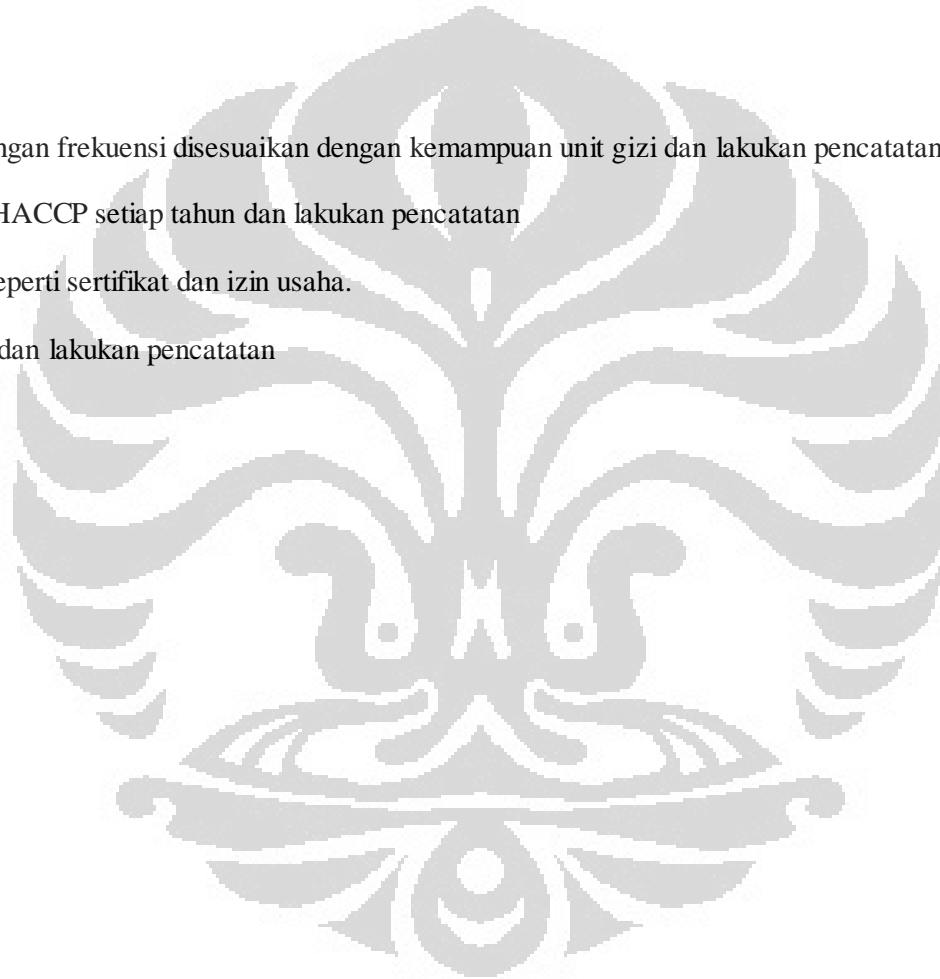 ngan frekuensi disesuaikan dengan kemampuan unit gizi dan lakukan pencatatan
HACCP setiap tahun dan lakukan pencatatan
eperti sertifikat dan izin usaha.
dan lakukan pencatatan